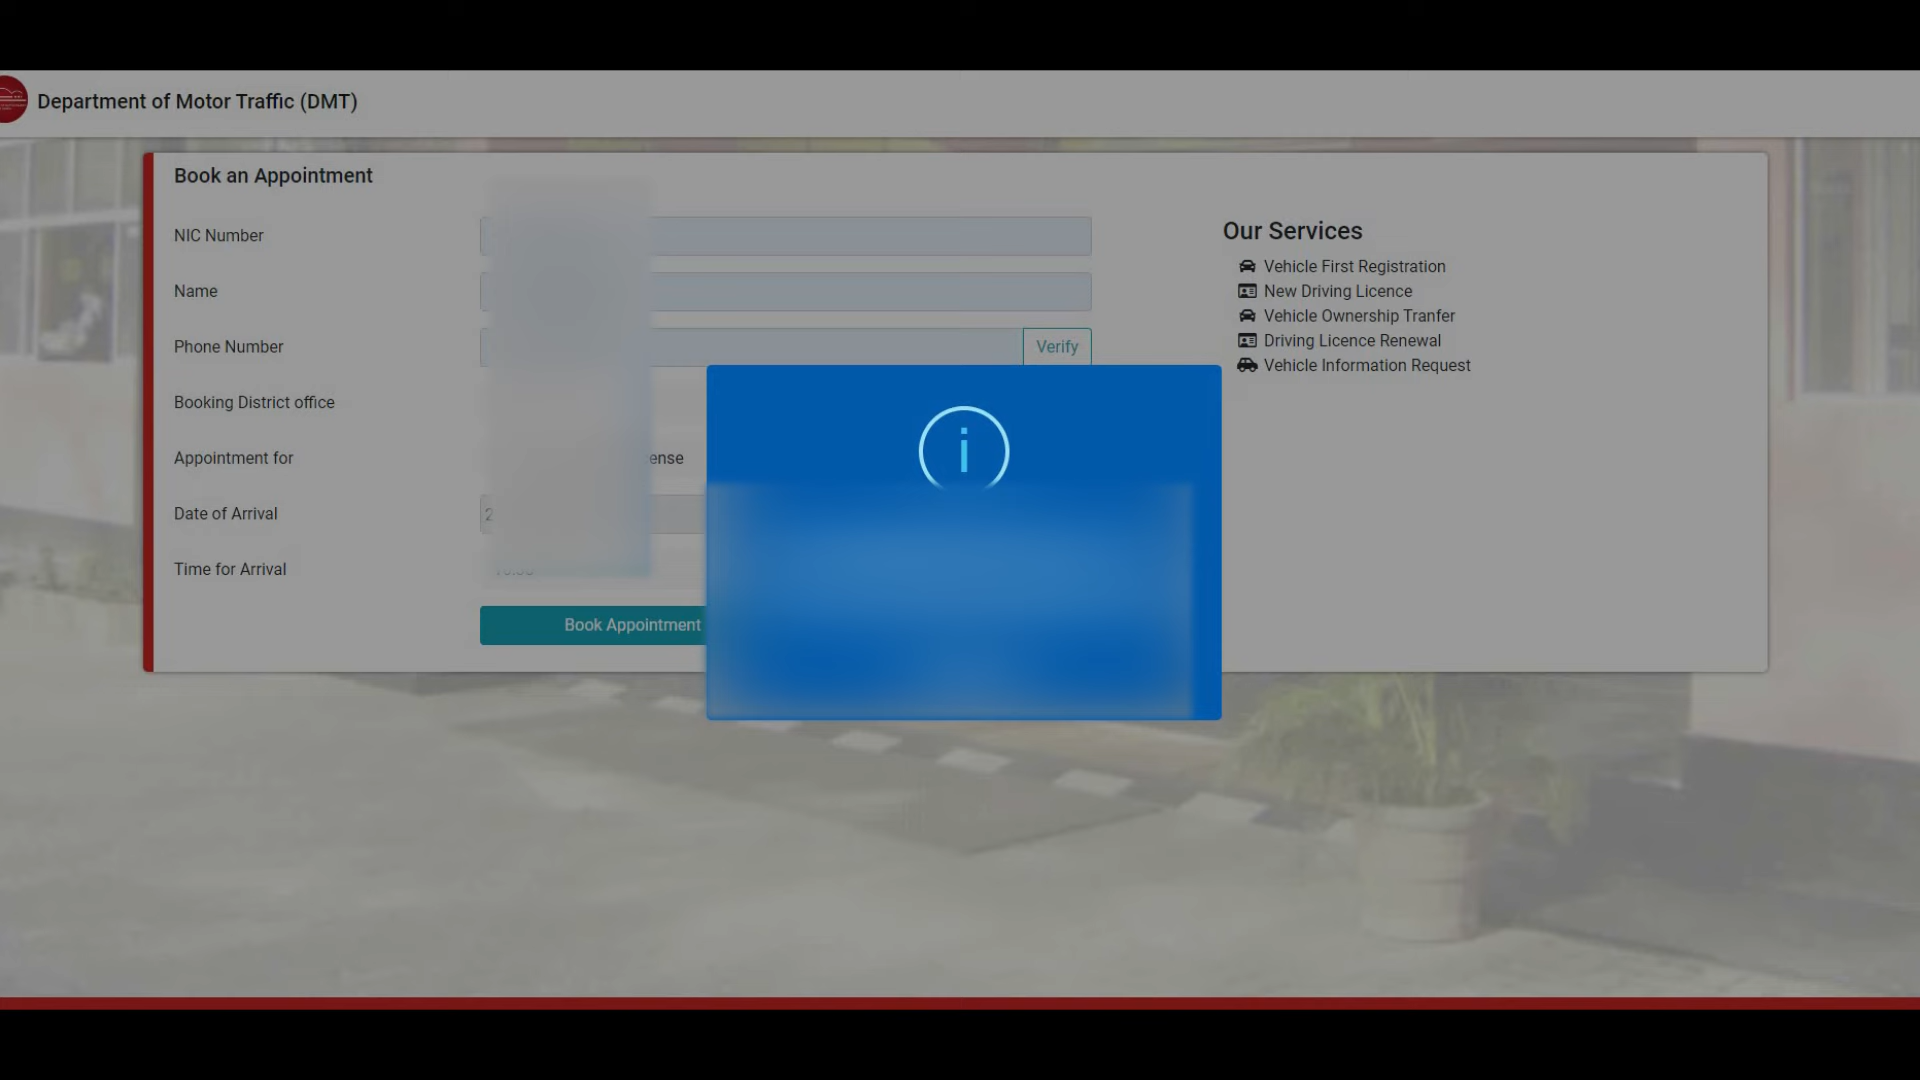 Department of Motor Traffic (DMT)
Book an Appointment
NIC Number
Name
Phone Number
Verify
Booking District office
Appointment for
Date of Arrival
2
Time for Arrival
Book Appointment
i
Our Services
Vehicle First Registration
New Driving Licence
Vehicle Ownership Tranfer
Driving Licence Renewal
Vehicle Information Request